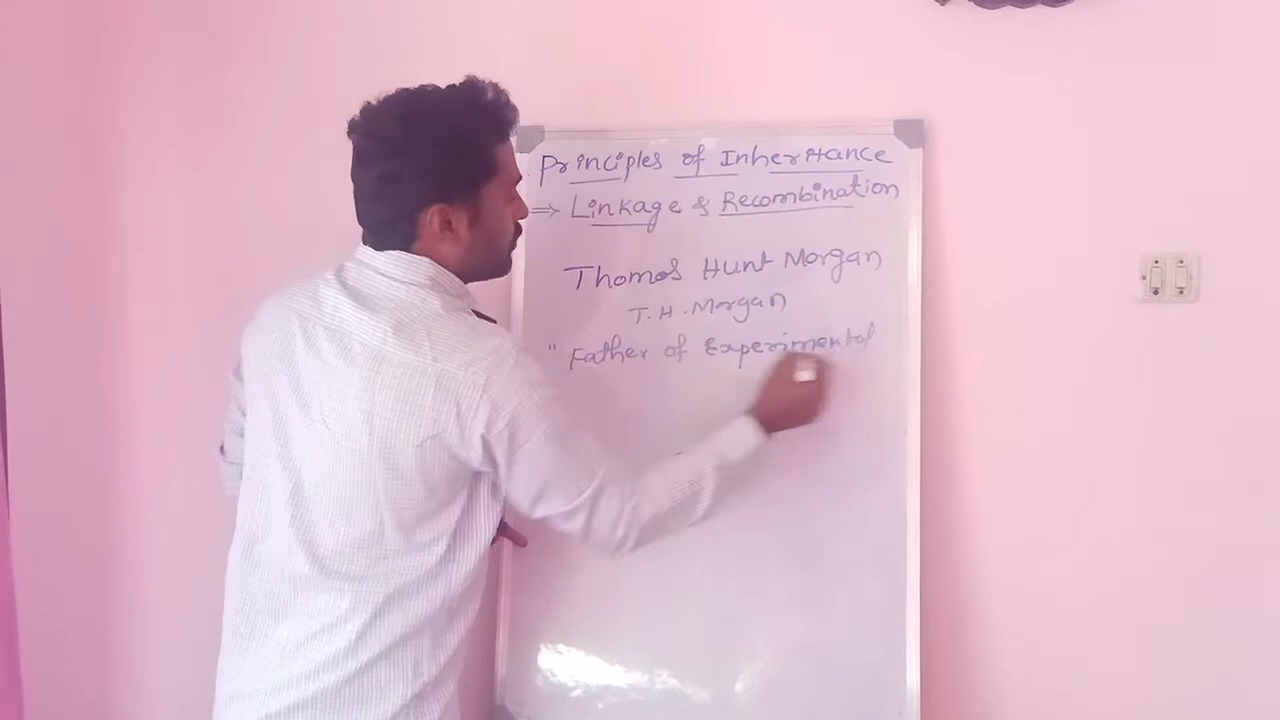 Principles of Inheritance
⇒ Linkage & Recombination
Thomas Hunt Morgan
T.H.Morgan
" Father of Experimental